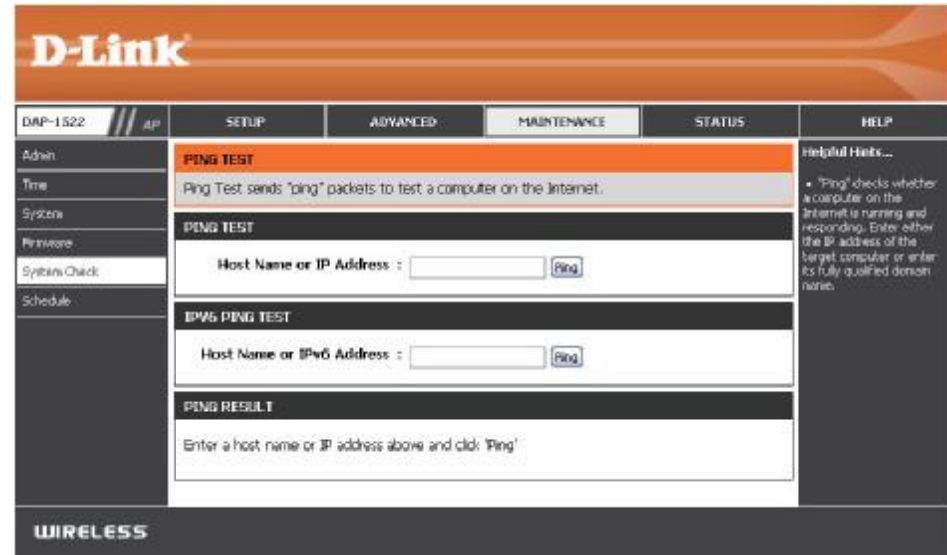 D-Link
DAP-1522 /// AP SETUP ADVANCED MAINTENANCE STATUS HELP
Admin
Time
System
Firmware
System Check
Schedule
PING TEST
Ping Test sends "ping" packets to test a computer on the Internet.
PING TEST
Host Name or IP Address : Ping
IPV6 PING TEST
Host Name or IPv6 Address : Ping
PING RESULT
Enter a host name or IP address above and click 'Ping'
Helpful Hints...
• "Ping" checks whether
a computer on the
Internet is running and
responding. Enter either
the IP address of the
target computer or enter
its fully qualified domain
name.
WIRELESS